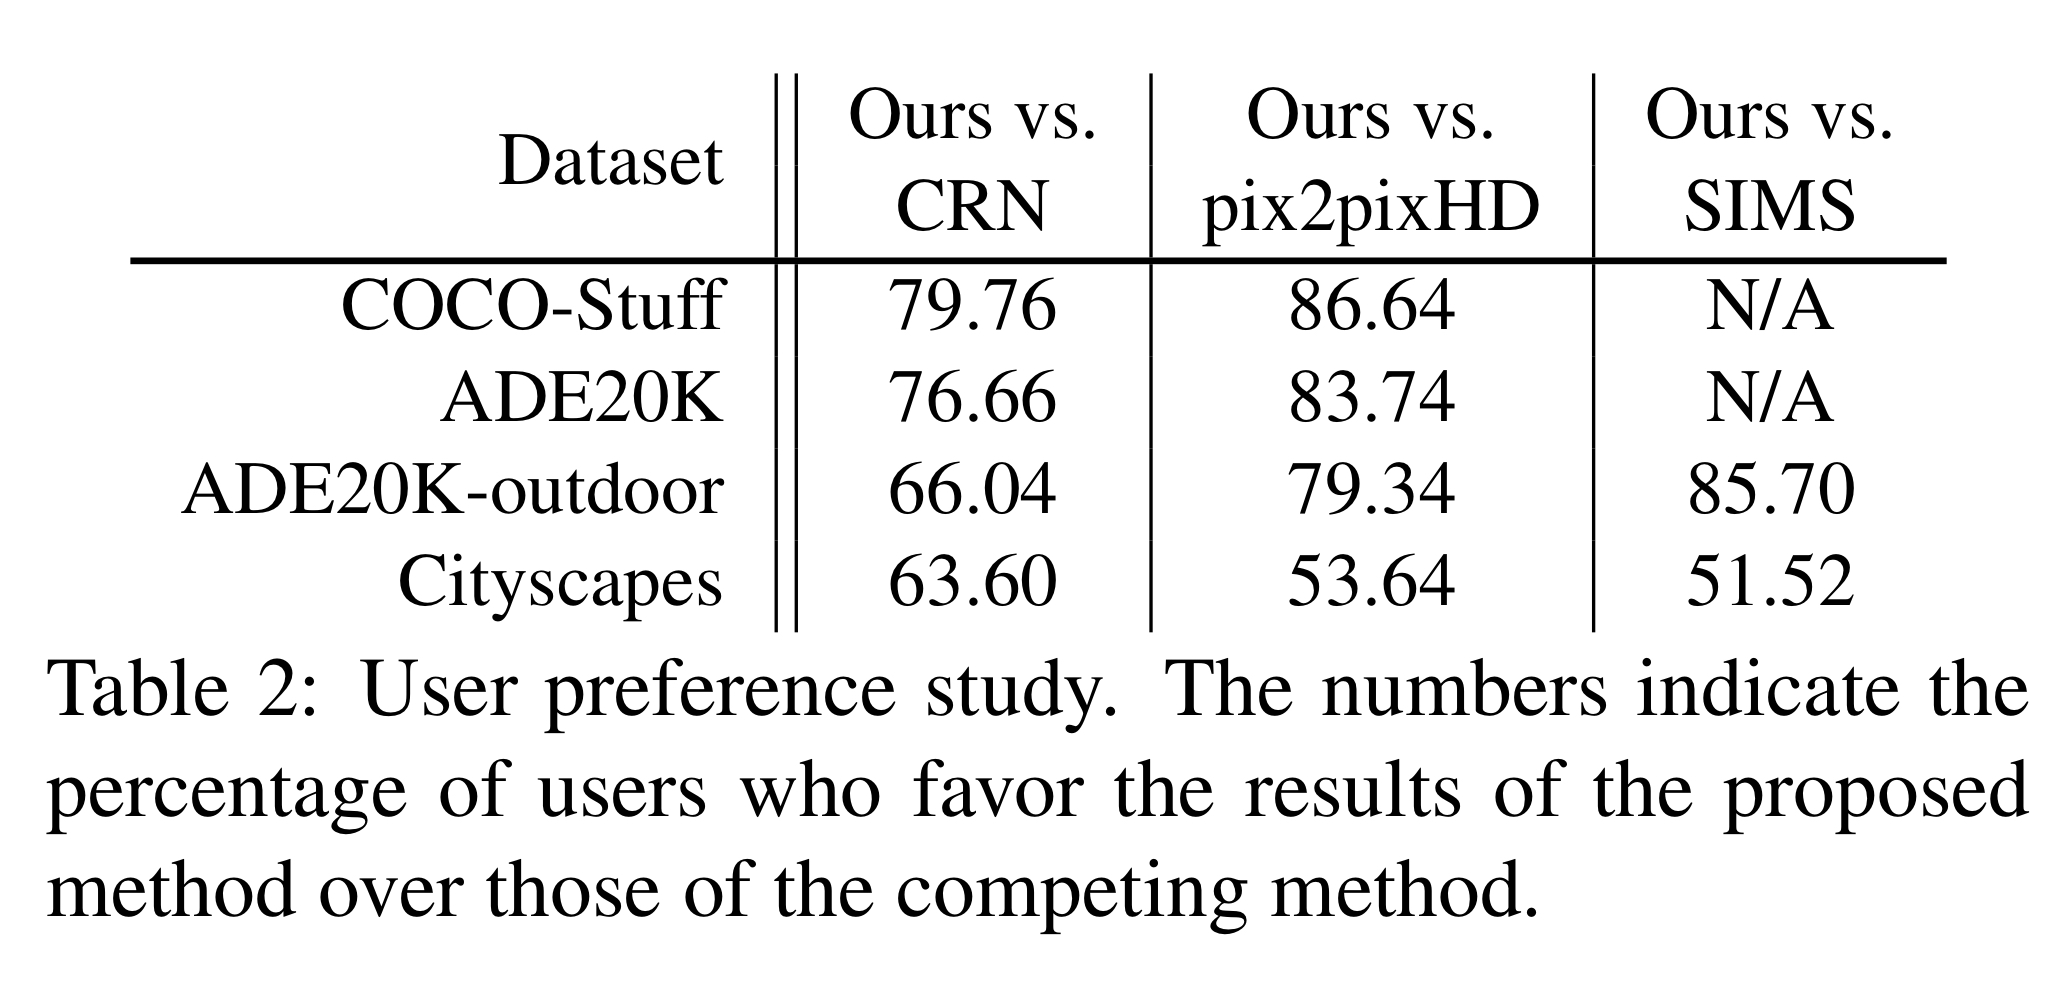 Dataset Ours vs. CRN Ours vs. pix2pixHD Ours vs. SIMS
COCO-Stuff 79.76 86.64 N/A
ADE20K 76.66 83.74 N/A
ADE20K-outdoor 66.04 79.34 85.70
Cityscapes 63.60 53.64 51.52
Table 2: User preference study. The numbers indicate the
percentage of users who favor the results of the proposed
method over those of the competing method.